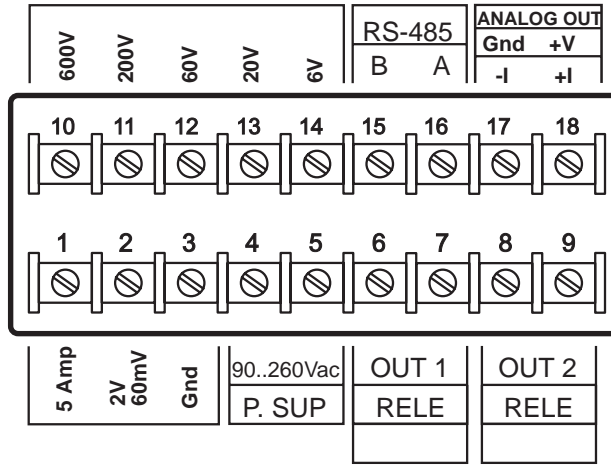 600V 200V 60V 20V 6V RS-485 ANALOG OUT
Gnd +V
B A -I +I
10 11 12 13 14 15 16 17 18
1 2 3 4 5 6 7 8 9
5 Amp 2V 60mV Gnd 90..260Vac OUT 1 OUT 2
P. SUP RELE RELE